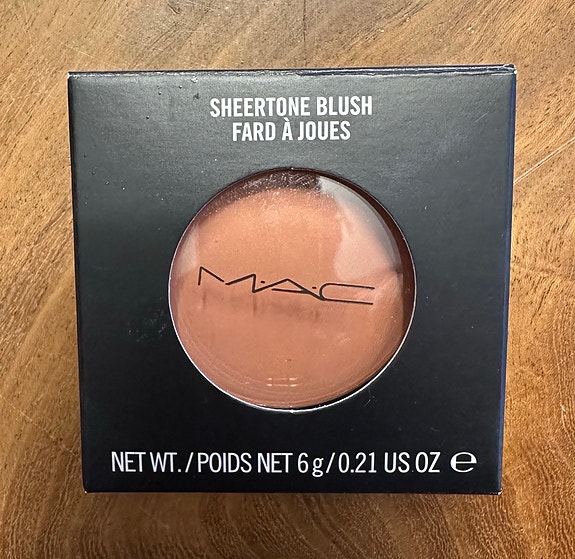 SHEERTONE BLUSH
FARD À JOUES
M·A·C
NET WT. / POIDS NET 6 g / 0.21 US OZ ℮